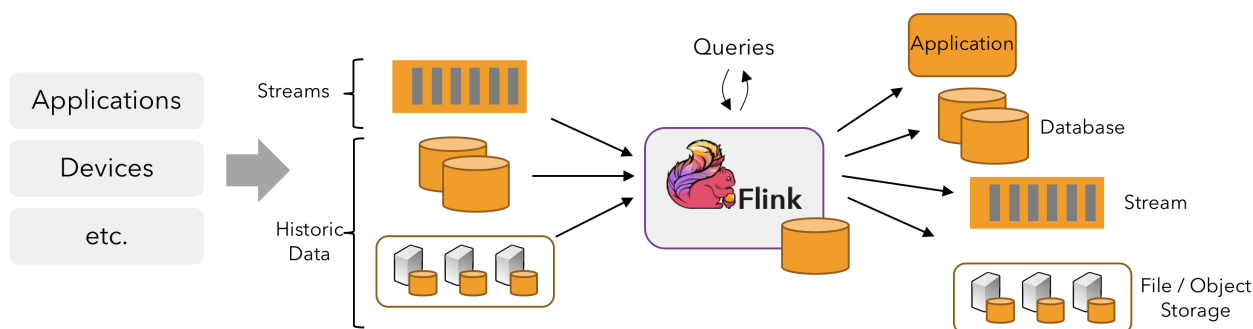 Applications
Devices
etc.
Streams
Historic
Data
Queries
Flink
Application
Database
Stream
File / Object
Storage